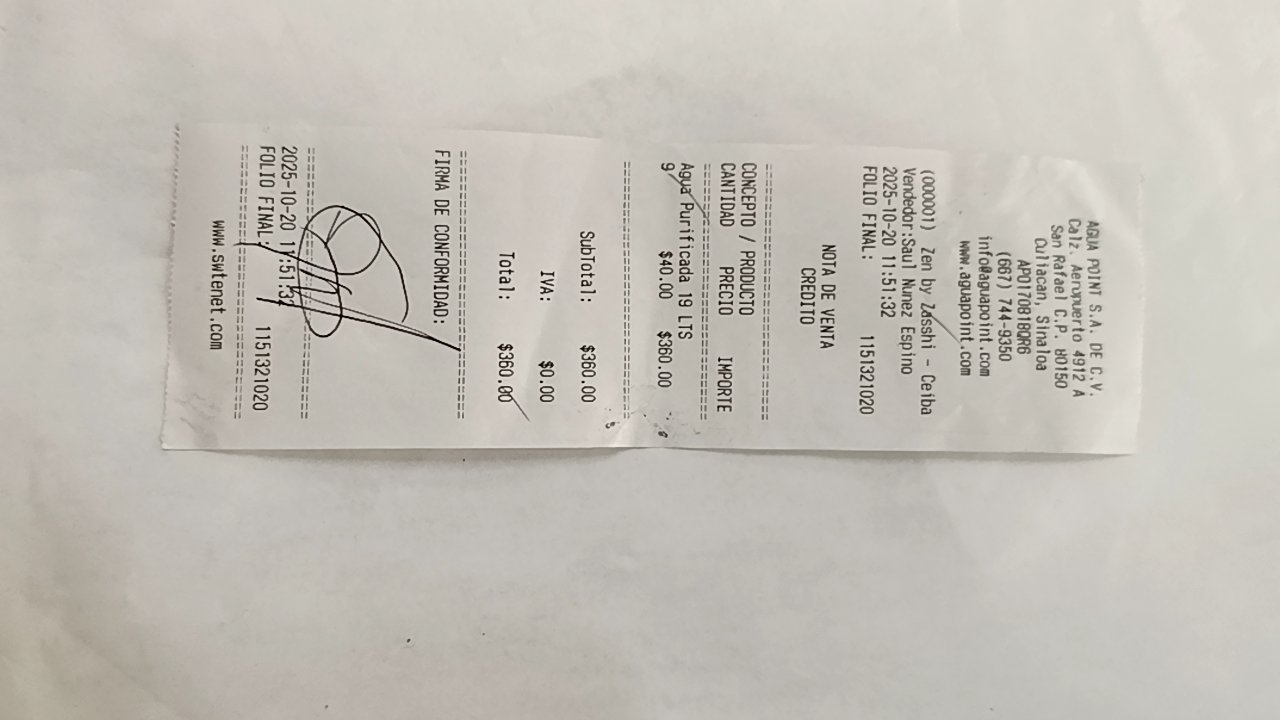 AGUA POINT S.A. DE C.V.
Calz. Aeropuerto 4912 A
San Rafael C.P. 80150
Culiacan, Sinaloa
APO170818QR6
(667) 744-9350
info@aguapoint.com
www.aguapoint.com
(000001) Zen by Zasshi - Ceiba
Vendedor:Saul Nunez Espino
2025-10-20 11:51:32
FOLIO FINAL: 1151321020
NOTA DE VENTA
CREDITO
==============================
CONCEPTO / PRODUCTO
CANTIDAD PRECIO IMPORTE
==============================
Agua Purificada 19 LTS
9 $40.00 $360.00
==============================
SubTotal: $360.00
IVA: $0.00
Total: $360.00
==============================
FIRMA DE CONFORMIDAD:
==============================
2025-10-20 11:51:32
FOLIO FINAL: 1151321020
==============================
www.swtenet.com